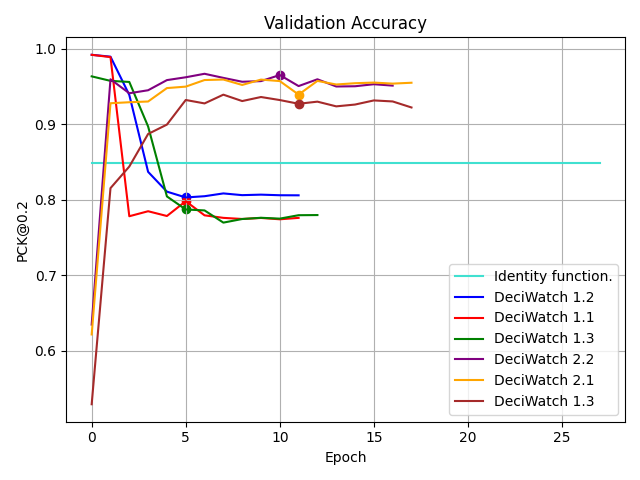 Validation Accuracy
1.0
0.9
0.8
0.7
0.6
PCK@0.2
0
5
10
15
20
25
Epoch
Identity function.
DeciWatch 1.2
DeciWatch 1.1
DeciWatch 1.3
DeciWatch 2.2
DeciWatch 2.1
DeciWatch 1.3